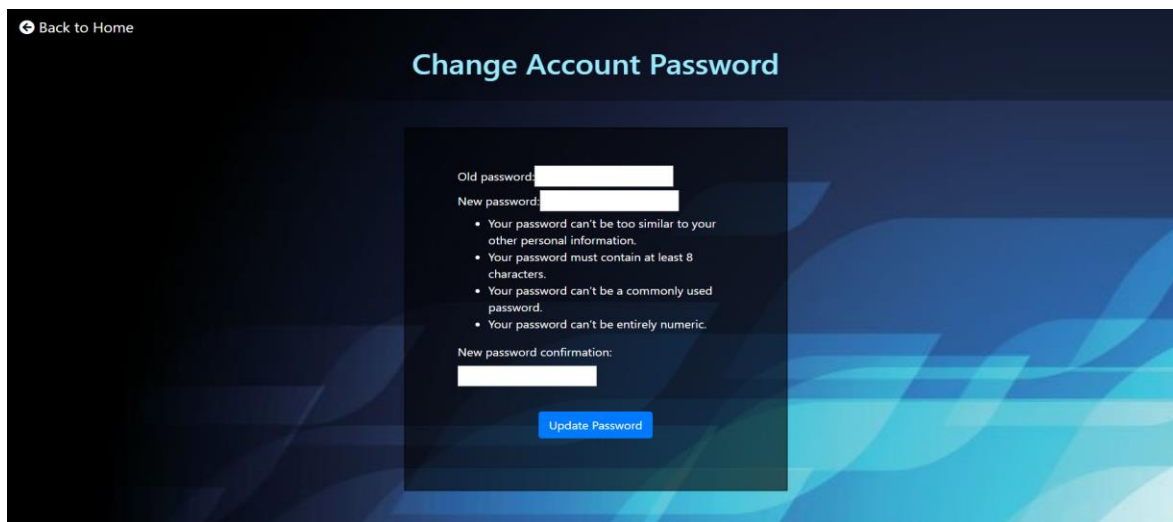 Back to Home
Change Account Password
Old password:
New password:
• Your password can't be too similar to your
other personal information.
• Your password must contain at least 8
characters.
• Your password can't be a commonly used
password.
• Your password can't be entirely numeric.
New password confirmation:
Update Password